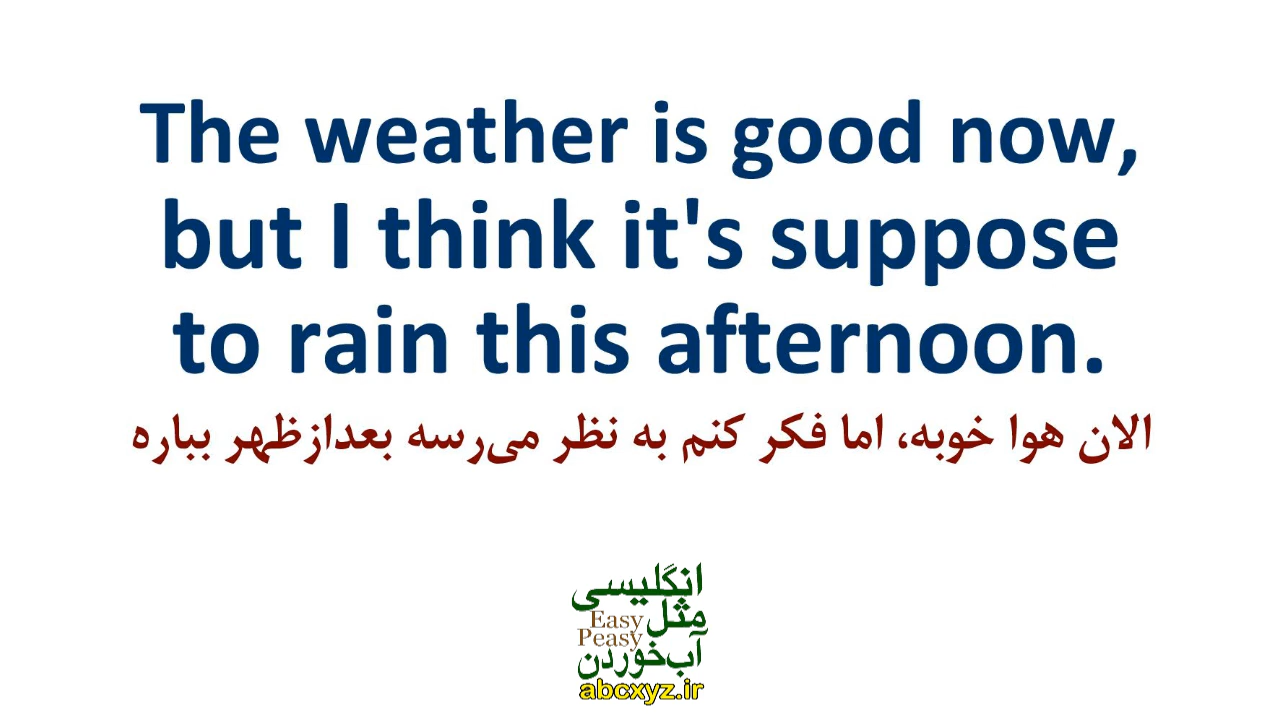 The weather is good now,
but I think it's suppose
to rain this afternoon.
الان هوا خوبه، اما فکر کنم به نظر می‌رسه بعدازظهر بباره
انگلیسی
مثل
Easy
Peasy
آب‌خوردن
abcxyz.ir